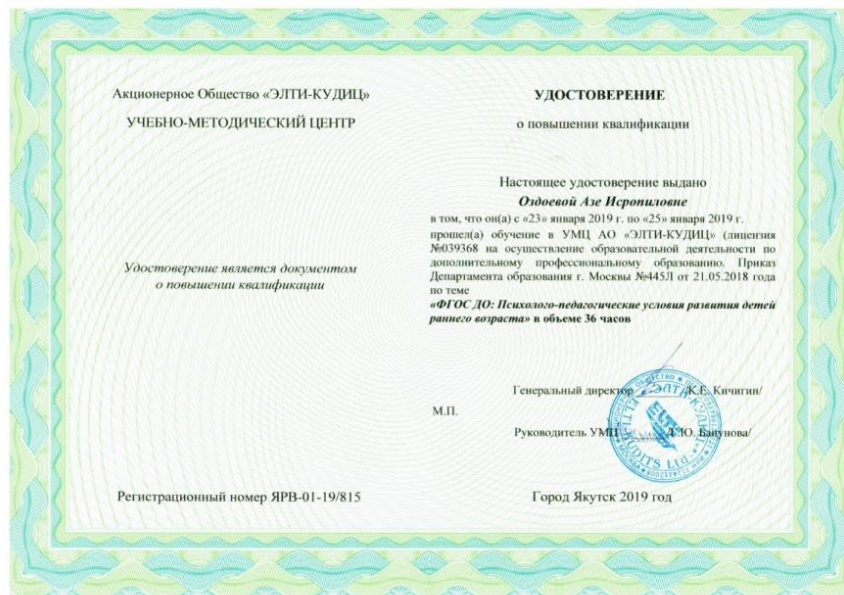 Акционерное Общество «ЭЛТИ-КУДИЦ»
УЧЕБНО-МЕТОДИЧЕСКИЙ ЦЕНТР
Удостоверение является документом
о повышении квалификации
Регистрационный номер ЯРВ-01-19/815
УДОСТОВЕРЕНИЕ
о повышении квалификации
Настоящее удостоверение выдано
Оздоевой Азе Исропиловне
в том, что он(а) с «23» января 2019 г. по «25» января 2019 г.
прошел(а) обучение в УМЦ АО «ЭЛТИ-КУДИЦ» (лицензия
№039368 на осуществление образовательной деятельности по
дополнительному профессиональному образованию. Приказ
Департамента образования г. Москвы №445Л от 21.05.2018 года
по теме
«ФГОС ДО: Психолого-педагогические условия развития детей
раннего возраста» в объеме 36 часов
Генеральный директор /К.Е. Кичигин/
М.П.
Руководитель УМЦ
Город Якутск 2019 год